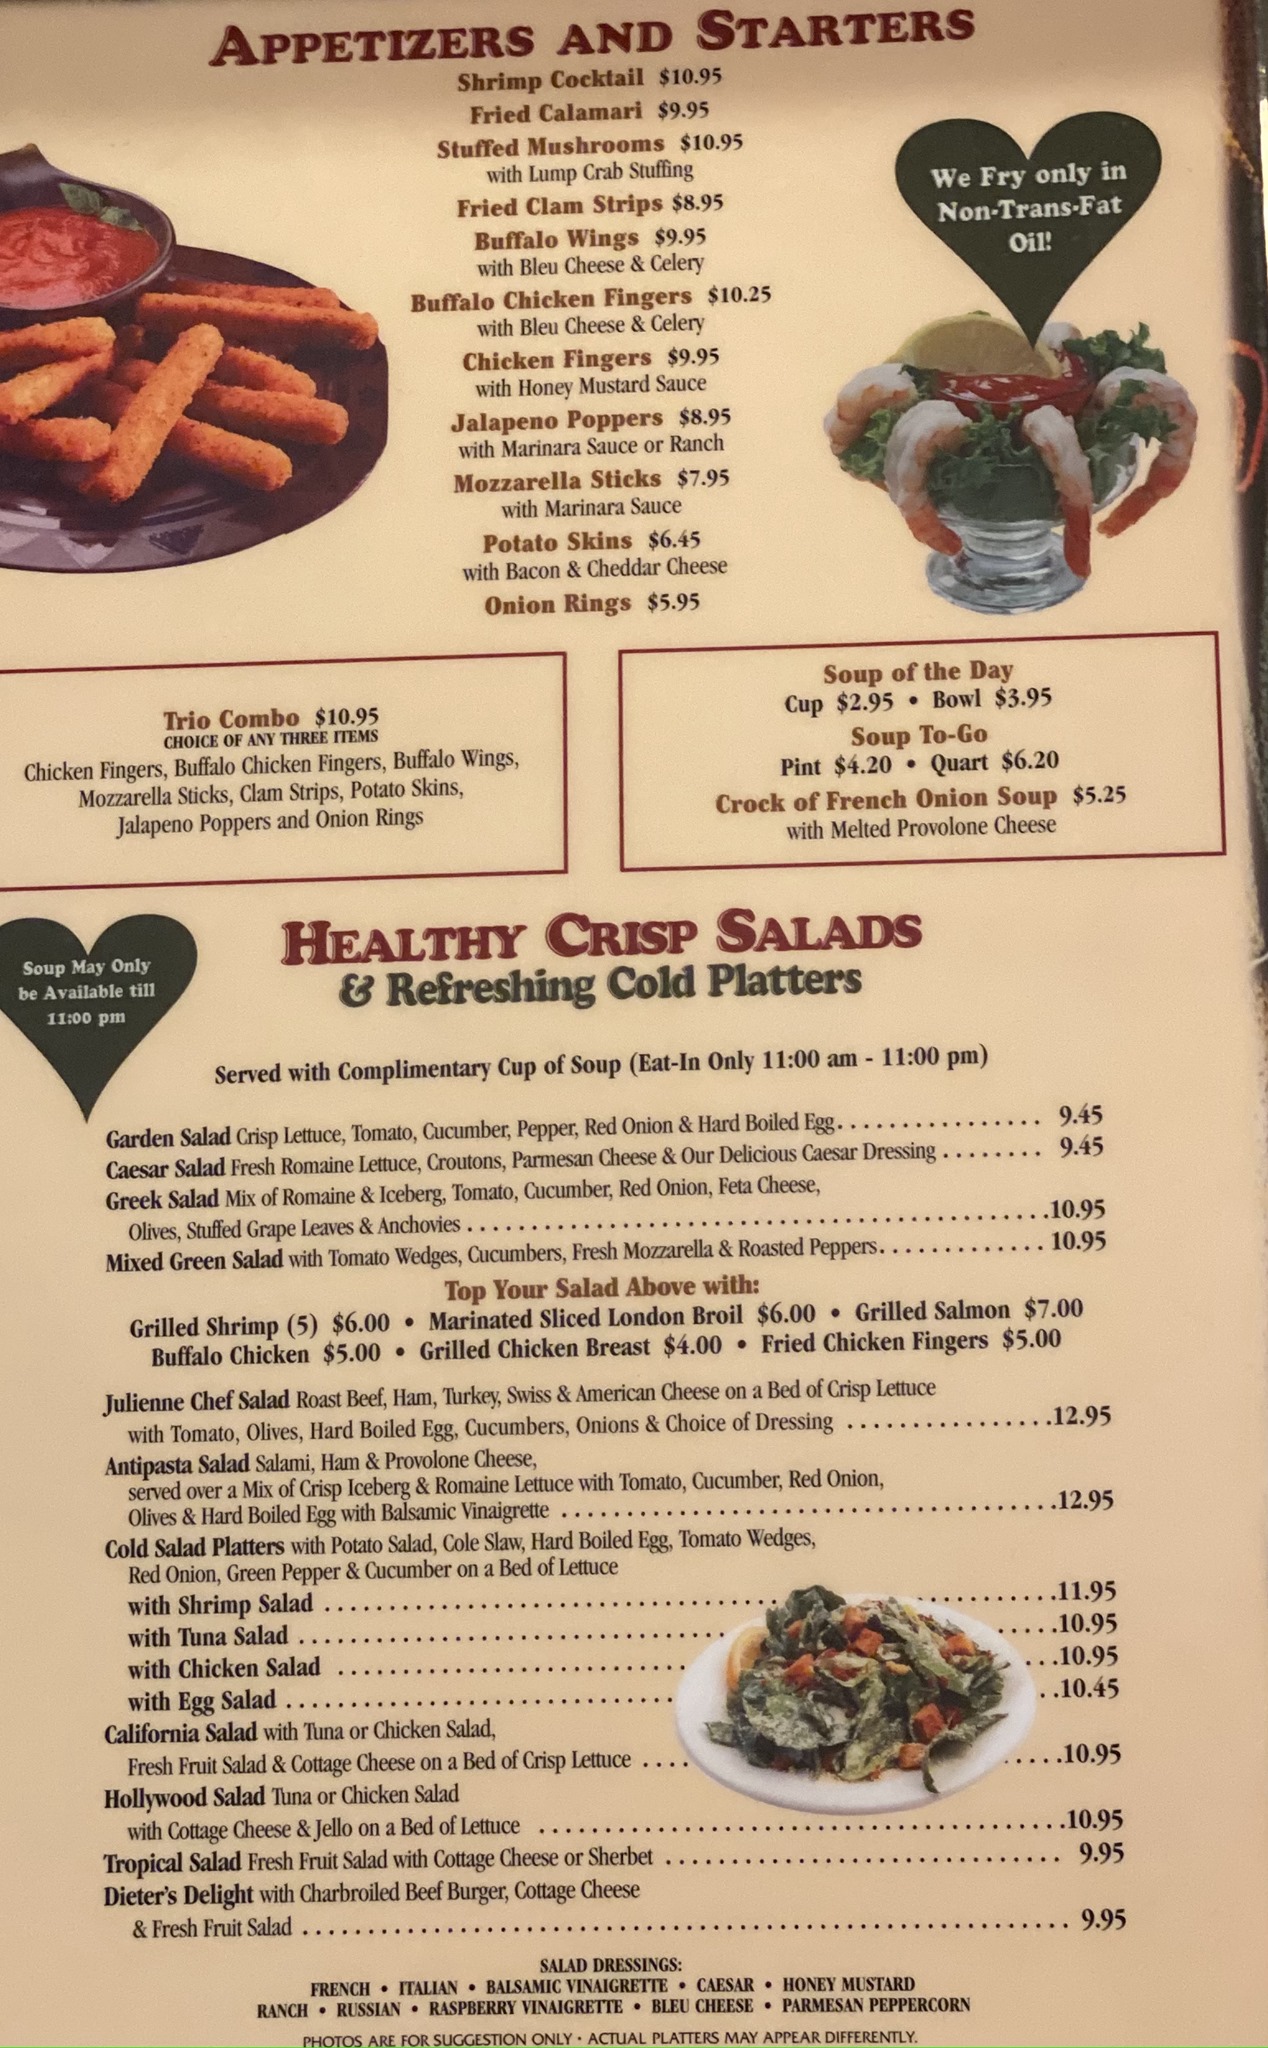 APPETIZERS AND STARTERS
Shrimp Cocktail $10.95
Fried Calamari $9.95
Stuffed Mushrooms $10.95
with Lump Crab Stuffing
Fried Clam Strips $8.95
Buffalo Wings $9.95
with Bleu Cheese & Celery
Buffalo Chicken Fingers $10.25
with Bleu Cheese & Celery
Chicken Fingers $9.95
with Honey Mustard Sauce
Jalapeno Poppers $8.95
with Marinara Sauce or Ranch
Mozzarella Sticks $7.95
with Marinara Sauce
Potato Skins $6.45
with Bacon & Cheddar Cheese
Onion Rings $5.95
We Fry only in
Non-Trans-Fat
Oil!
Trio Combo $10.95
CHOICE OF ANY THREE ITEMS
Chicken Fingers, Buffalo Chicken Fingers, Buffalo Wings,
Mozzarella Sticks, Clam Strips, Potato Skins,
Jalapeno Poppers and Onion Rings
Soup of the Day
Cup $2.95 • Bowl $3.95
Soup To-Go
Pint $4.20 • Quart $6.20
Crock of French Onion Soup $5.25
with Melted Provolone Cheese
Soup May Only
be Available till
11:00 pm
HEALTHY CRISP SALADS
& Refreshing Cold Platters
Served with Complimentary Cup of Soup (Eat-In Only 11:00 am - 11:00 pm)
Garden Salad Crisp Lettuce, Tomato, Cucumber, Pepper, Red Onion & Hard Boiled Egg................ 9.45
Caesar Salad Fresh Romaine Lettuce, Croutons, Parmesan Cheese & Our Delicious Caesar Dressing ........ 9.45
Greek Salad Mix of Romaine & Iceberg, Tomato, Cucumber, Red Onion, Feta Cheese,
Olives, Stuffed Grape Leaves & Anchovies ..................................................10.95
Mixed Green Salad with Tomato Wedges, Cucumbers, Fresh Mozzarella & Roasted Peppers............. 10.95
Top Your Salad Above with:
Grilled Shrimp (5) $6.00 • Marinated Sliced London Broil $6.00 • Grilled Salmon $7.00
Buffalo Chicken $5.00 • Grilled Chicken Breast $4.00 • Fried Chicken Fingers $5.00
Julienne Chef Salad Roast Beef, Ham, Turkey, Swiss & American Cheese on a Bed of Crisp Lettuce
with Tomato, Olives, Hard Boiled Egg, Cucumbers, Onions & Choice of Dressing ................12.95
Antipasta Salad Salami, Ham & Provolone Cheese,
served over a Mix of Crisp Iceberg & Romaine Lettuce with Tomato, Cucumber, Red Onion,
Olives & Hard Boiled Egg with Balsamic Vinaigrette ..........................................12.95
Cold Salad Platters with Potato Salad, Cole Slaw, Hard Boiled Egg, Tomato Wedges,
Red Onion, Green Pepper & Cucumber on a Bed of Lettuce
with Shrimp Salad ........................................11.95
with Tuna Salad ........................................10.95
with Chicken Salad ................................10.95
with Egg Salad ................................10.45
California Salad with Tuna or Chicken Salad,
Fresh Fruit Salad & Cottage Cheese on a Bed of Crisp Lettuce .........10.95
Hollywood Salad Tuna or Chicken Salad
with Cottage Cheese & Jello on a Bed of Lettuce ............................................10.95
Tropical Salad Fresh Fruit Salad with Cottage Cheese or Sherbet ................................ 9.95
Dieter's Delight with Charbroiled Beef Burger, Cottage Cheese
& Fresh Fruit Salad ................................................................ 9.95
SALAD DRESSINGS:
FRENCH • ITALIAN • BALSAMIC VINAIGRETTE • CAESAR • HONEY MUSTARD
RANCH • RUSSIAN • RASPBERRY VINAIGRETTE • BLEU CHEESE • PARMESAN PEPPERCORN
PHOTOS ARE FOR SUGGESTION ONLY • ACTUAL PLATTERS MAY APPEAR DIFFERENTLY.